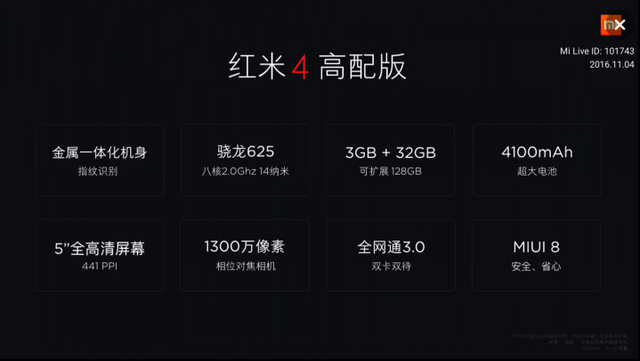 mx
Mi Live ID: 101743
2016.11.04
红米 4 高配版
金属一体化机身
指纹识别
骁龙625
八核2.0Ghz 14纳米
3GB + 32GB
可扩展 128GB
4100mAh
超大电池
5”全高清屏幕
441 PPI
1300万像素
相位对焦相机
全网通3.0
双卡双待
MIUI 8
安全、省心